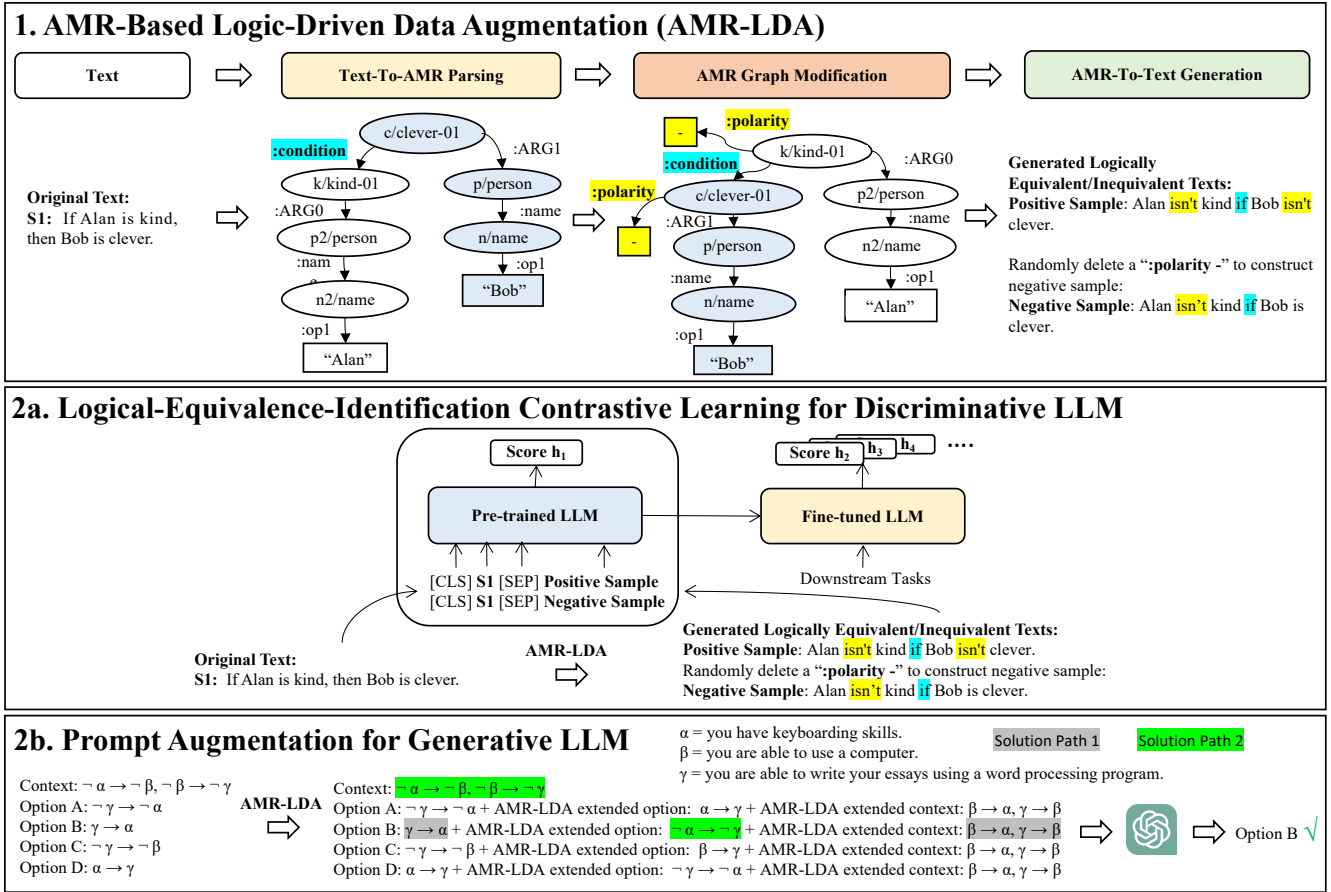 1. AMR-Based Logic-Driven Data Augmentation (AMR-LDA)
Text
Text-To-AMR Parsing
AMR Graph Modification
AMR-To-Text Generation
Original Text:
S1: If Alan is kind,
then Bob is clever.
c/clever-01
:condition
:ARG1
k/kind-01
p/person
:ARG0
:name
p2/person
n/name
:nam
e
:op1
n2/name
"Bob"
:op1
"Alan"
:polarity
-
k/kind-01
:condition
:ARG0
:polarity
c/clever-01
p2/person
-
:ARG1
:name
p/person
n2/name
:name
:op1
n/name
"Alan"
:op1
"Bob"
Generated Logically
Equivalent/Inequivalent Texts:
Positive Sample: Alan isn't kind if Bob isn't
clever.
Randomly delete a ":polarity -" to construct
negative sample:
Negative Sample: Alan isn't kind if Bob is
clever.
2a. Logical-Equivalence-Identification Contrastive Learning for Discriminative LLM
Score h1
Score h2
h3
h4
....
Pre-trained LLM
Fine-tuned LLM
[CLS] S1 [SEP] Positive Sample
[CLS] S1 [SEP] Negative Sample
Downstream Tasks
Original Text:
S1: If Alan is kind, then Bob is clever.
AMR-LDA
Generated Logically Equivalent/Inequivalent Texts:
Positive Sample: Alan isn't kind if Bob isn't clever.
Randomly delete a ":polarity -" to construct negative sample:
Negative Sample: Alan isn't kind if Bob is clever.
2b. Prompt Augmentation for Generative LLM
α = you have keyboarding skills.
β = you are able to use a computer.
γ = you are able to write your essays using a word processing program.
Solution Path 1
Solution Path 2
Context: ¬ α → ¬ β, ¬ β → ¬ γ
Option A: ¬ γ → ¬ α
Option B: γ → α
Option C: ¬ γ → ¬ β
Option D: α → γ
AMR-LDA
Context: ¬ α → ¬ β, ¬ β → ¬ γ
Option A: ¬ γ → ¬ α + AMR-LDA extended option: α → γ + AMR-LDA extended context: β → α, γ → β
Option B: γ → α + AMR-LDA extended option: ¬ α → ¬ γ + AMR-LDA extended context: β → α, γ → β
Option C: ¬ γ → ¬ β + AMR-LDA extended option: β → γ + AMR-LDA extended context: β → α, γ → β
Option D: α → γ + AMR-LDA extended option: ¬ γ → ¬ α + AMR-LDA extended context: β → α, γ → β
Option B √